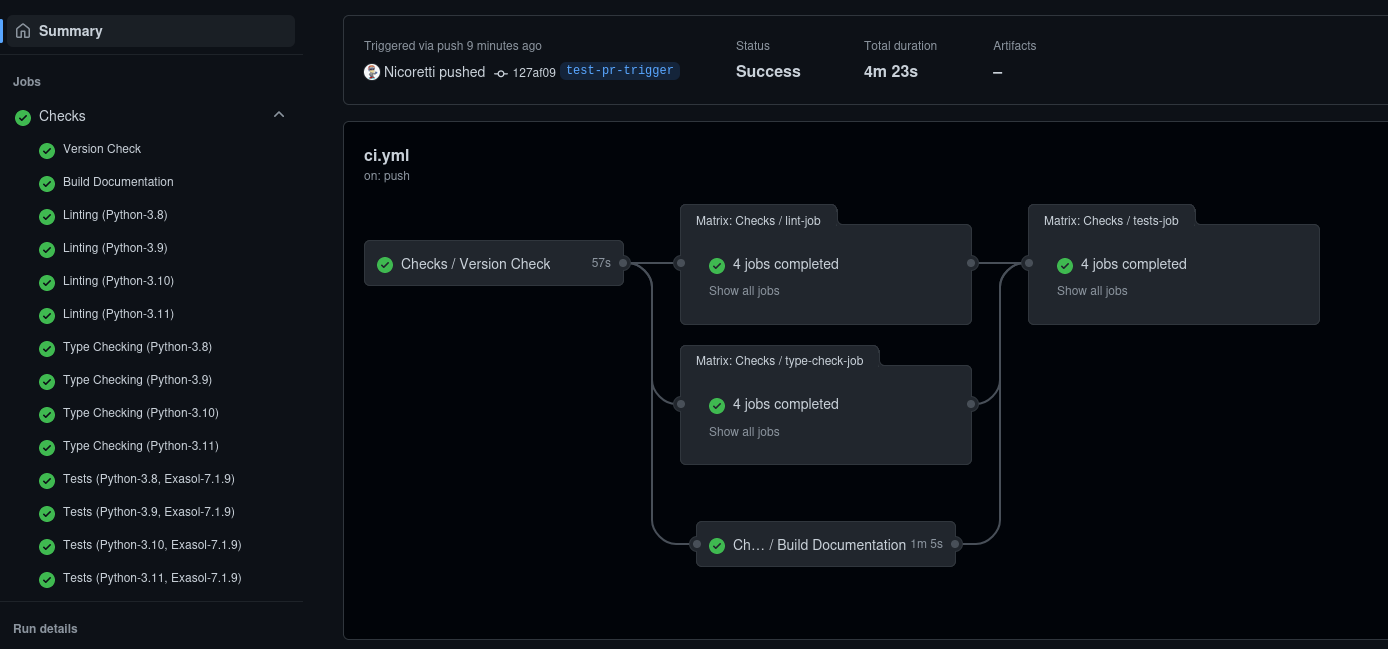 Summary
Jobs
Checks
Version Check
Build Documentation
Linting (Python-3.8)
Linting (Python-3.9)
Linting (Python-3.10)
Linting (Python-3.11)
Type Checking (Python-3.8)
Type Checking (Python-3.9)
Type Checking (Python-3.10)
Type Checking (Python-3.11)
Tests (Python-3.8, Exasol-7.1.9)
Tests (Python-3.9, Exasol-7.1.9)
Tests (Python-3.10, Exasol-7.1.9)
Tests (Python-3.11, Exasol-7.1.9)
Run details
Triggered via push 9 minutes ago
Nicoretti pushed 127af09 test-pr-trigger
Status
Success
Total duration
4m 23s
Artifacts
–
ci.yml
on: push
Checks / Version Check 57s
Matrix: Checks / lint-job
4 jobs completed
Show all jobs
Matrix: Checks / type-check-job
4 jobs completed
Show all jobs
Ch... / Build Documentation 1m 5s
Matrix: Checks / tests-job
4 jobs completed
Show all jobs